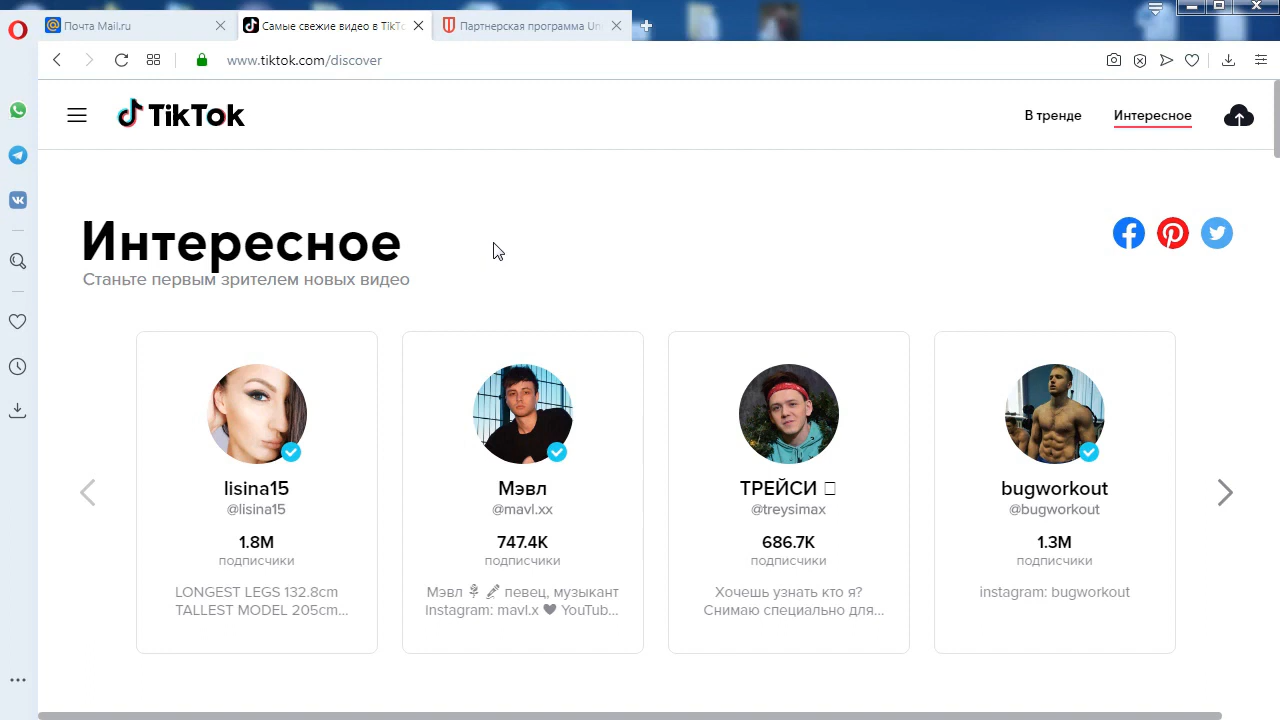 Почта Mail.ru
Самые свежие видео в TikTo
Партнерская программа Un
www.tiktok.com/discover
TikTok
В тренде
Интересное
Интересное
Станьте первым зрителем новых видео
lisina15
@lisina15
1.8M
подписчики
LONGEST LEGS 132.8cm
TALLEST MODEL 205cm...
Мэвл
@mavl.xx
747.4K
подписчики
Мэвл ⚘ 🖋 певец, музыкант
Instagram: mavl.x ♥ YouTub...
ТРЕЙСИ □
@treysimax
686.7K
подписчики
Хочешь узнать кто я?
Снимаю специально для...
bugworkout
@bugworkout
1.3M
подписчики
instagram: bugworkout